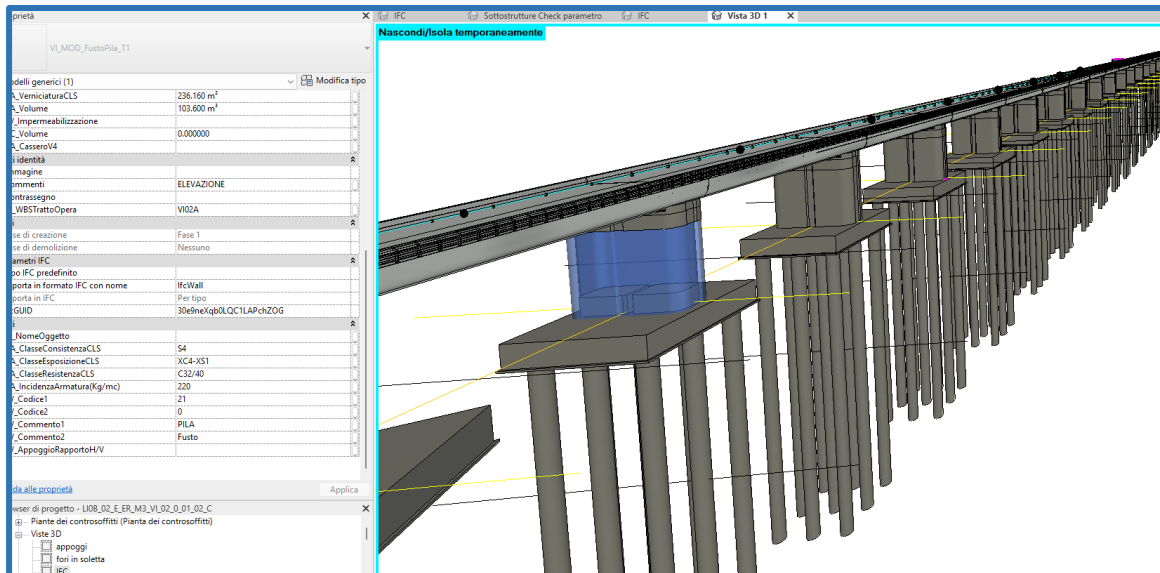 prietà
IFC
Sottostrutture Check parametro
IFC
Vista 3D 1
Nascondi/Isola temporaneamente
VI_MOD_FustoPila_T1
odelli generici (1)
Modifica tipo
A_VerniciaturaCLS 236.160 m²
A_Volume 103.600 m³
/_Impermeabilizzazione
C_Volume 0.000000
A_CasseroV4
ti identità
magine
ommenti ELEVAZIONE
ontrassegno
_WBSTrattoOpera VI02A
i
se di creazione Fase 1
se di demolizione Nessuno
rametri IFC
po IFC predefinito
porta in formato IFC con nome IfcWall
porta in IFC Per tipo
GUID 30e9neXqb0LQC1LAPchZOG
_NomeOggetto
A_ClasseConsistenzaCLS S4
A_ClasseEsposizioneCLS XC4-XS1
A_ClasseResistenzaCLS C32/40
A_IncidenzaArmatura(Kg/mc) 220
/_Codice1 21
/_Codice2 0
/_Commento1 PILA
/_Commento2 Fusto
/_AppoggioRapportoH/V
da alle proprietà
Applica
wser di progetto - LI0B_02_E_ER_M3_VI_02_0_01_02_C
Piante dei controsoffitti (Pianta dei controsoffitti)
Viste 3D
appoggi
fori in soletta
IFC